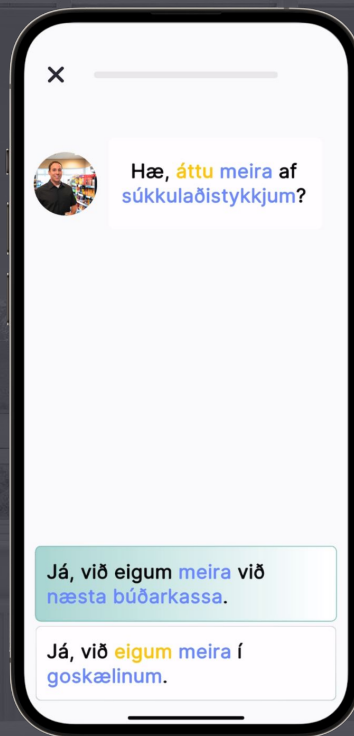 Hæ, áttu meira af
súkkulaðistykkjum?
Já, við eigum meira við
næsta búðarkassa.
Já, við eigum meira í
goskælinum.